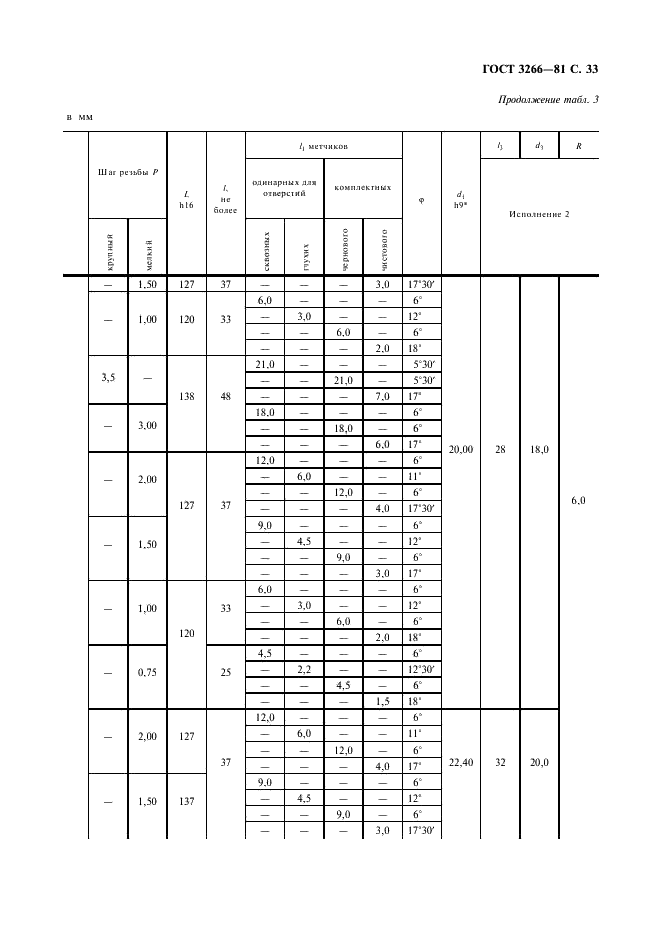 ГОСТ 3266—81 С. 33
Продолжение табл. 3
в мм
Шаг резьбы P
L h16
l, не более
l₁ метчиков
φ
d₁ h9*
l₃
d₃
R
одинарных для отверстий
комплектных
Исполнение 2
крупный
мелкий
сквозных
глухих
чернового
чистового
— 1,50 127 37 — — — 3,0 17°30′
— 1,00 120 33 6,0 — — — 6°
— 3,0 — — 12°
— — 6,0 — 6°
— — — 2,0 18°
3,5 — 138 48 21,0 — — — 5°30′
— — 21,0 — 5°30′
— — — 7,0 17°
— 3,00 18,0 — — — 6°
— — 18,0 — 6°
— — — 6,0 17°
20,00 28 18,0
6,0
— 2,00 127 37 12,0 — — — 6°
— 6,0 — — 11°
— — 12,0 — 6°
— — — 4,0 17°30′
— 1,50 9,0 — — — 6°
— 4,5 — — 12°
— — 9,0 — 6°
— — — 3,0 17°
— 1,00 120 33 6,0 — — — 6°
— 3,0 — — 12°
— — 6,0 — 6°
— — — 2,0 18°
— 0,75 25 4,5 — — — 6°
— 2,2 — — 12°30′
— — 4,5 — 6°
— — — 1,5 18°
— 2,00 127 37 12,0 — — — 6°
— 6,0 — — 11°
— — 12,0 — 6°
— — — 4,0 17°
22,40 32 20,0
— 1,50 137 9,0 — — — 6°
— 4,5 — — 12°
— — 9,0 — 6°
— — — 3,0 17°30′